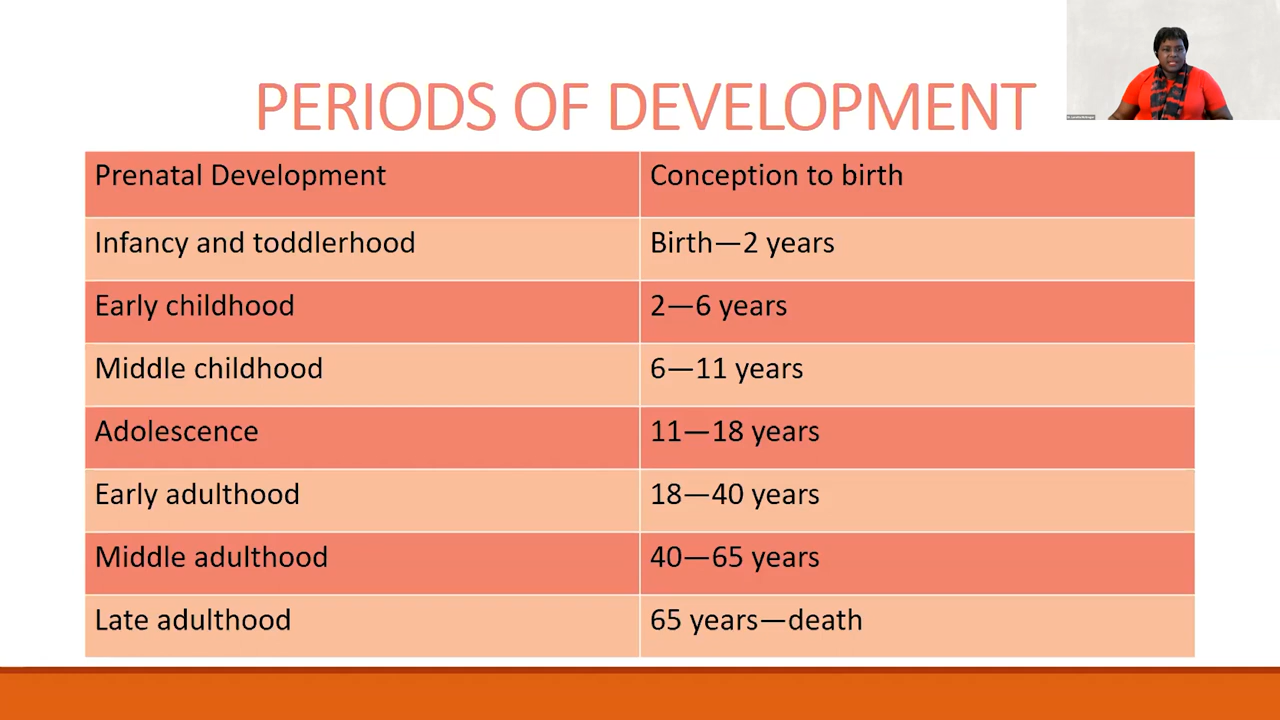 PERIODS OF DEVELOPMENT
Prenatal Development
Conception to birth
Infancy and toddlerhood
Birth—2 years
Early childhood
2—6 years
Middle childhood
6—11 years
Adolescence
11—18 years
Early adulthood
18—40 years
Middle adulthood
40—65 years
Late adulthood
65 years—death